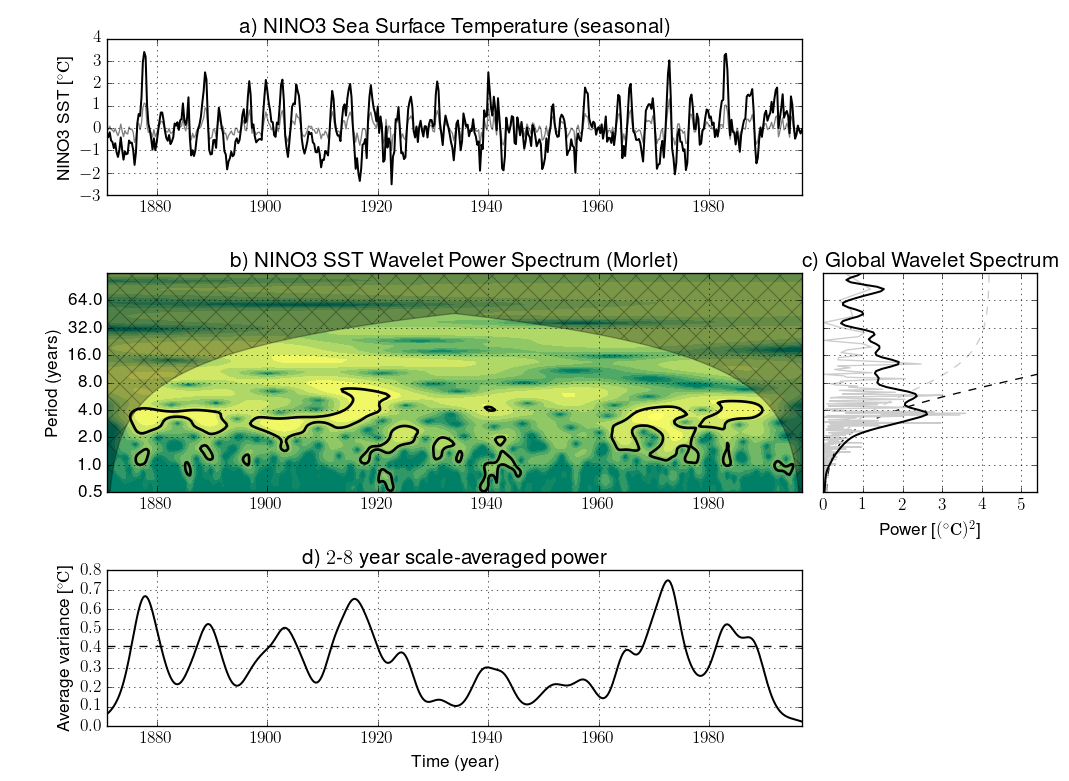 a) NINO3 Sea Surface Temperature (seasonal)
NINO3 SST [°C]
4
3
2
1
0
−1
−2
−3
1880 1900 1920 1940 1960 1980
b) NINO3 SST Wavelet Power Spectrum (Morlet)
Period (years)
64.0
32.0
16.0
8.0
4.0
2.0
1.0
0.5
1880 1900 1920 1940 1960 1980
c) Global Wavelet Spectrum
0 1 2 3 4 5
Power [(°C)²]
d) 2-8 year scale-averaged power
Average variance [°C]
0.8
0.7
0.6
0.5
0.4
0.3
0.2
0.1
0.0
1880 1900 1920 1940 1960 1980
Time (year)